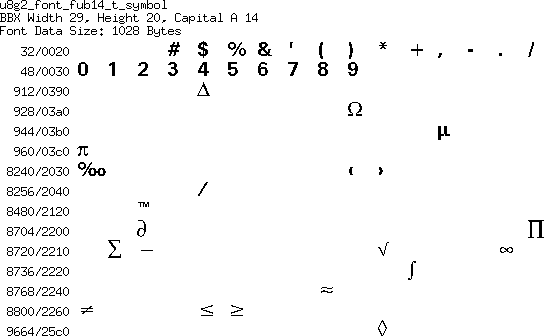 u8g2_font_fub14_t_symbol
BBX Width 29, Height 20, Capital A 14
Font Data Size: 1028 Bytes
32/0020 # $ % & ' ( ) * + , - . /
48/0030 0 1 2 3 4 5 6 7 8 9
912/0390 Δ
928/03a0 Ω
944/03b0 μ
960/03c0 π
8240/2030 ‰ ‹ ›
8256/2040 ⁄
8480/2120 ™
8704/2200 ∂ ∏
8720/2210 ∑ − √ ∞
8736/2220 ∫
8768/2240 ≈
8800/2260 ≠ ≤ ≥
9664/25c0 ◊